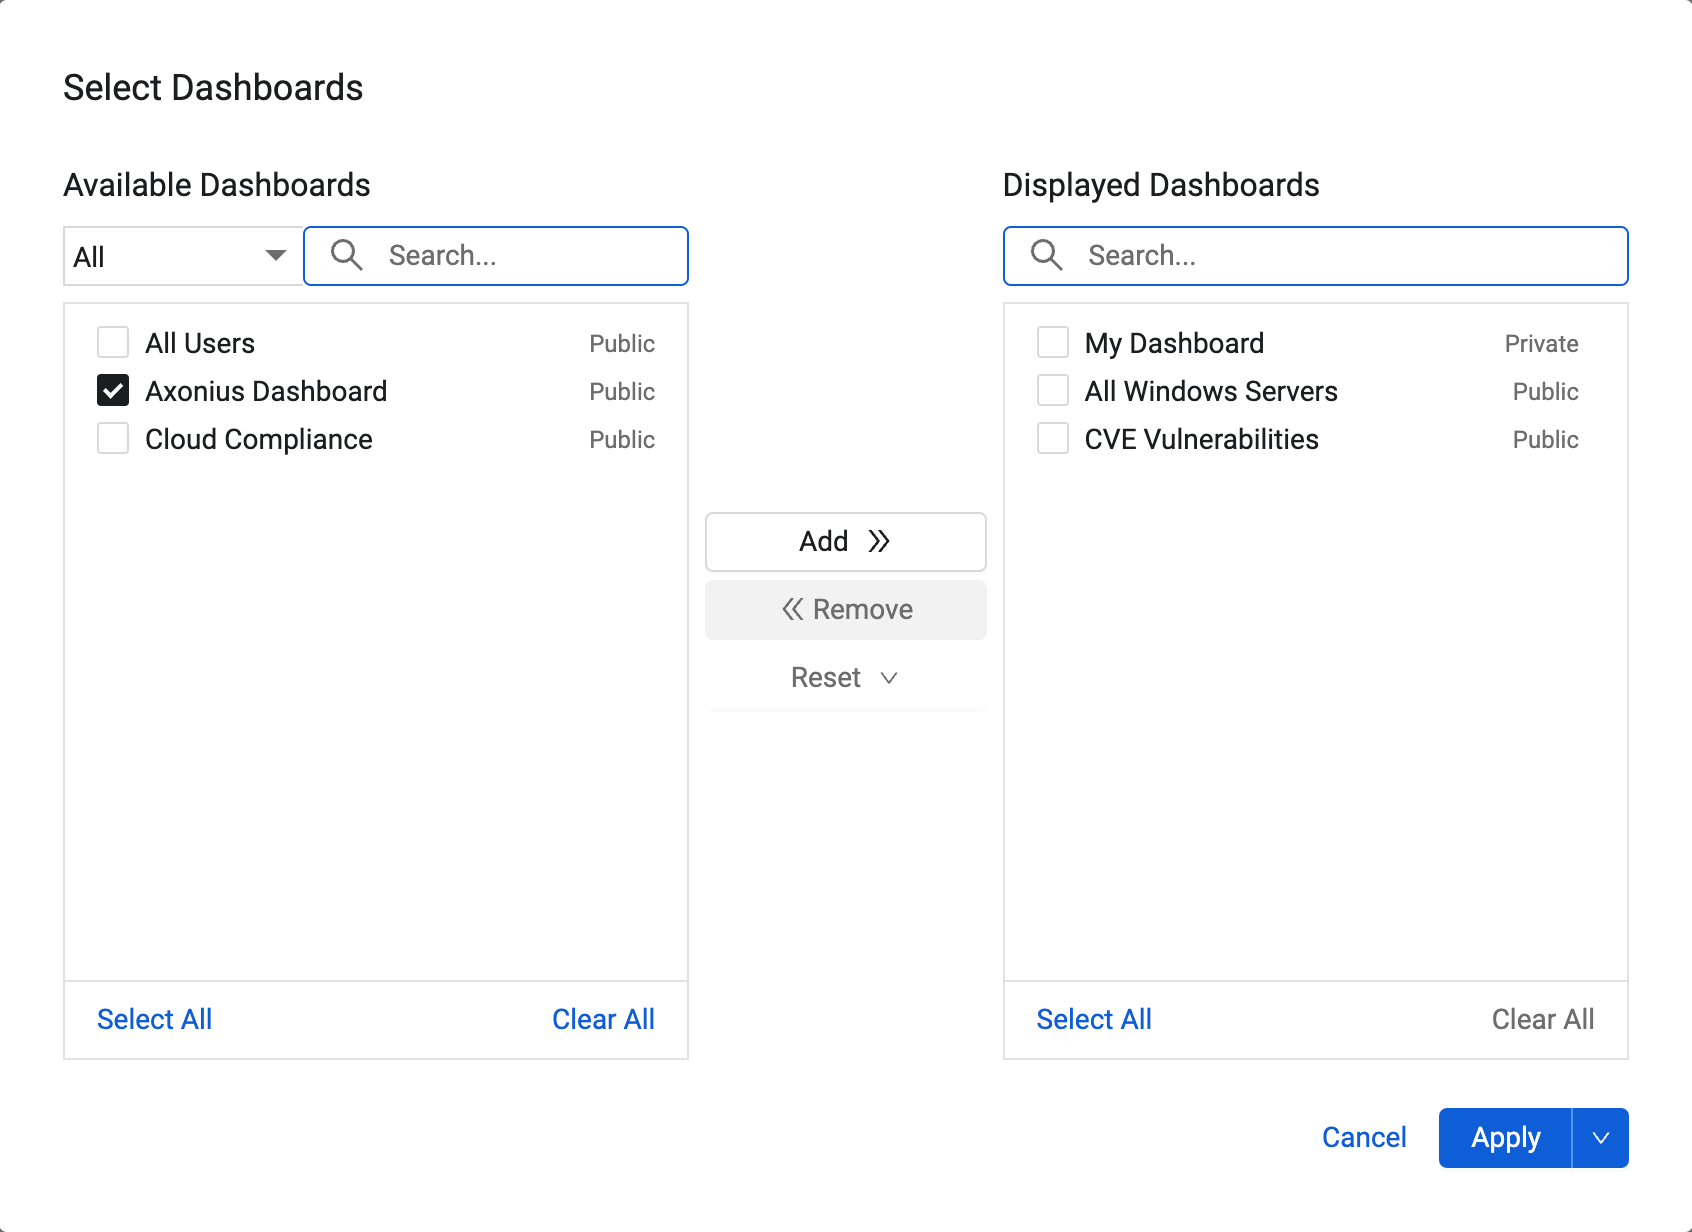 Select Dashboards
Available Dashboards
All
Search...
All Users Public
Axonius Dashboard Public
Cloud Compliance Public
Select All Clear All
Add
Remove
Reset
Displayed Dashboards
Search...
My Dashboard Private
All Windows Servers Public
CVE Vulnerabilities Public
Select All Clear All
Cancel Apply